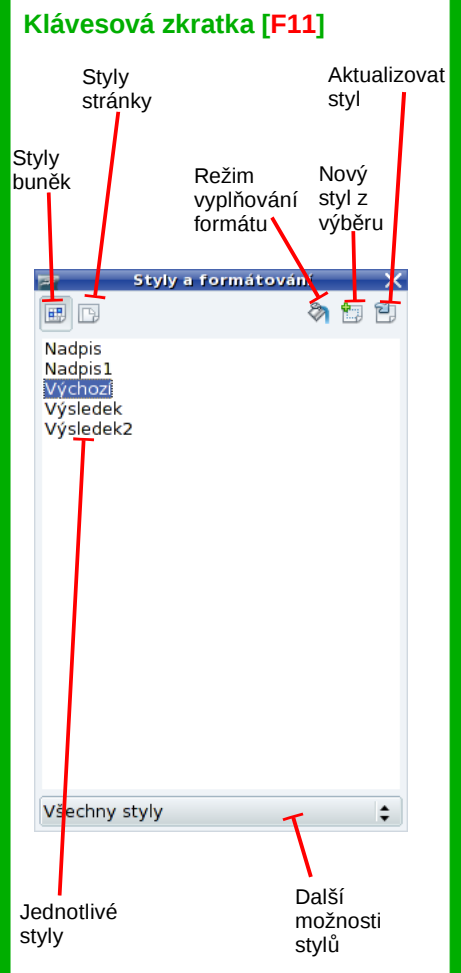 Klávesová zkratka [F11]
Styly
stránky
Aktualizovat
styl
Styly
buněk
Režim
vyplňování
formátu
Nový
styl z
výběru
Styly a formátování
Nadpis
Nadpis1
Výchozí
Výsledek
Výsledek2
Všechny styly
Jednotlivé
styly
Další
možnosti
stylů